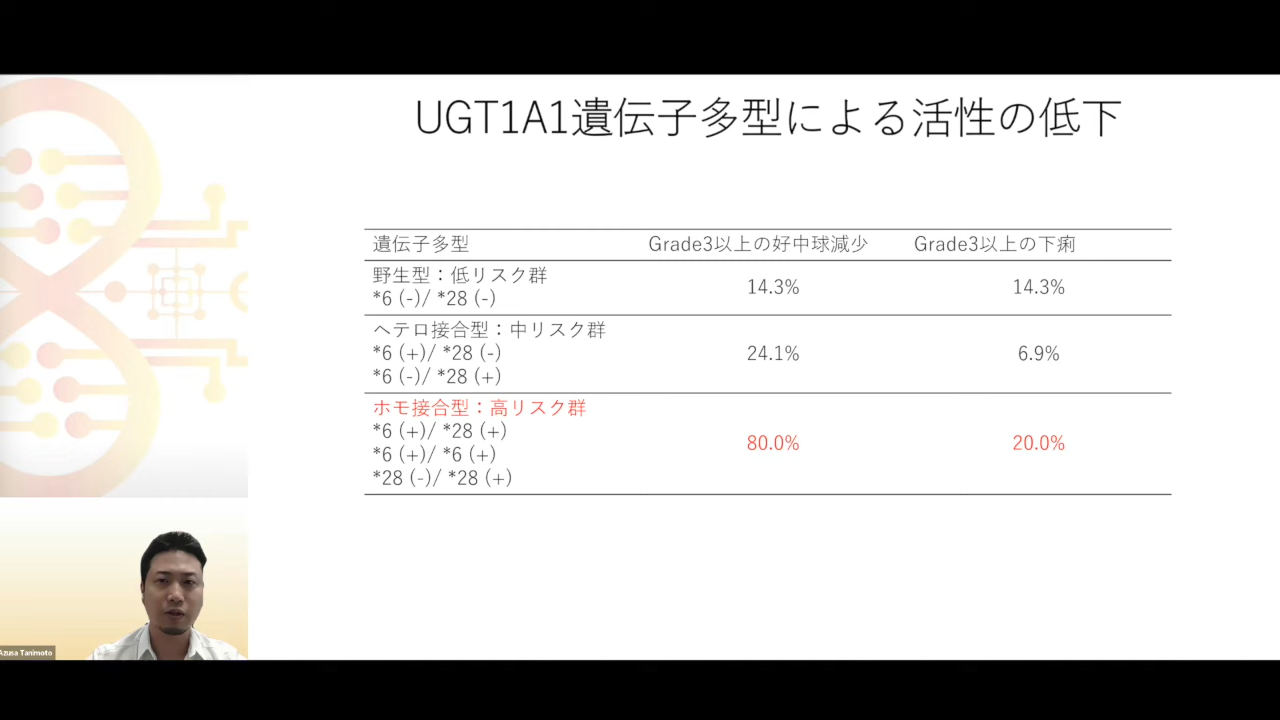 UGT1A1遺伝子多型による活性の低下
遺伝子多型 Grade3以上の好中球減少 Grade3以上の下痢
野生型：低リスク群
*6 (-)/ *28 (-)
14.3% 14.3%
ヘテロ接合型：中リスク群
*6 (+)/ *28 (-)
*6 (-)/ *28 (+)
24.1% 6.9%
ホモ接合型：高リスク群
*6 (+)/ *28 (+)
*6 (+)/ *6 (+)
*28 (-)/ *28 (+)
80.0% 20.0%
Azusa Tanimoto